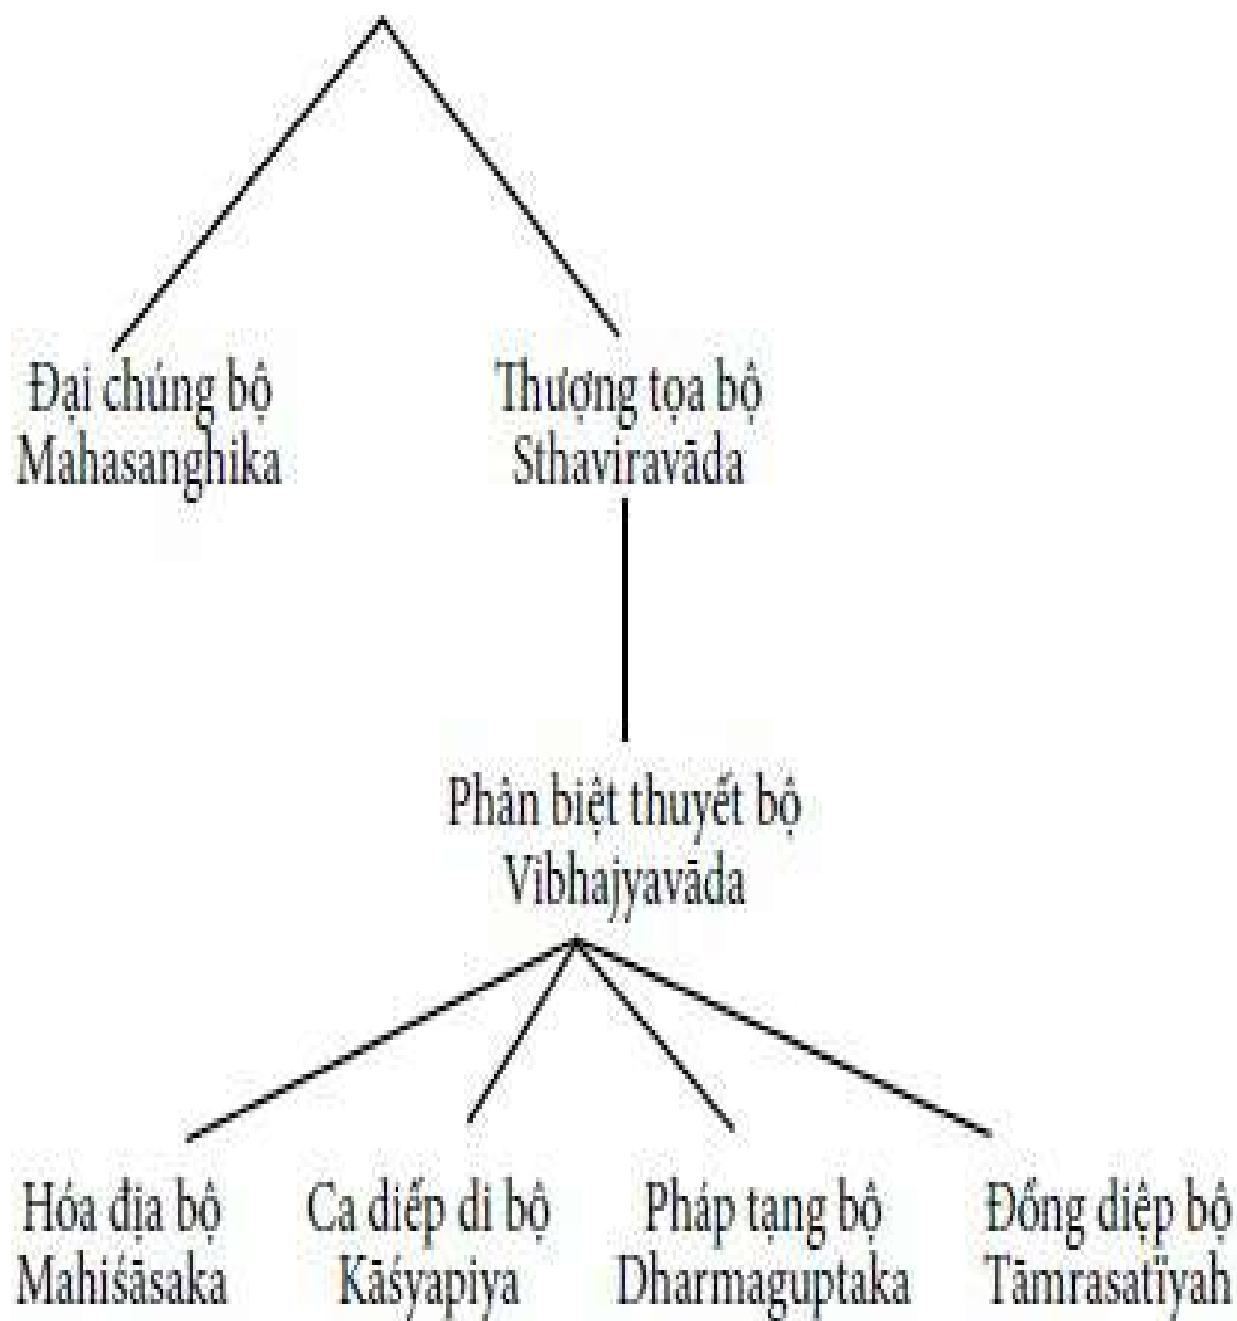 Đại chúng bộ
Mahasanghika
Thượng tọa bộ
Sthaviravāda
Phân biệt thuyết bộ
Vibhajyavāda
Hóa địa bộ
Mahiśāsaka
Ca diếp di bộ
Kāśyapiya
Pháp tạng bộ
Dharmaguptaka
Đồng diệp bộ
Tāmrasatïyah